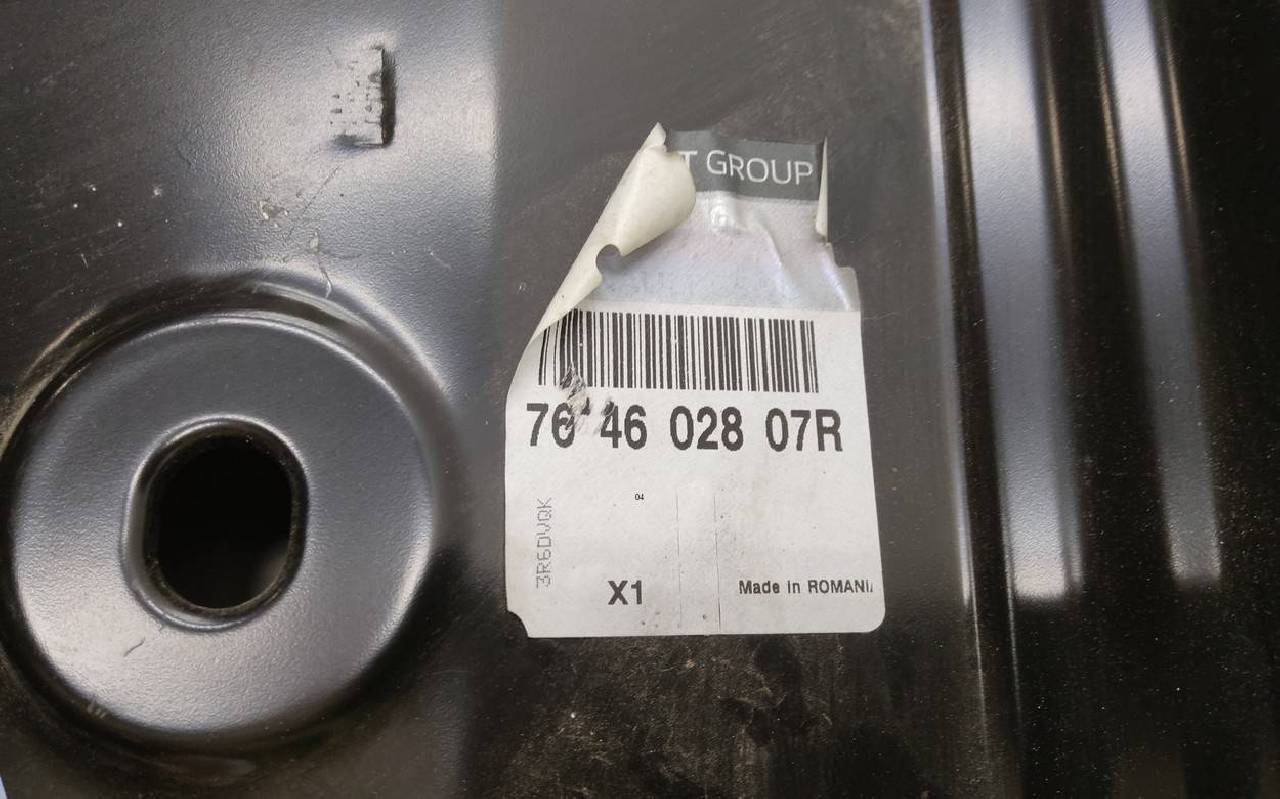 T GROUP
76 46 028 07R
04
3R6DVQK
X1
Made in ROMANI